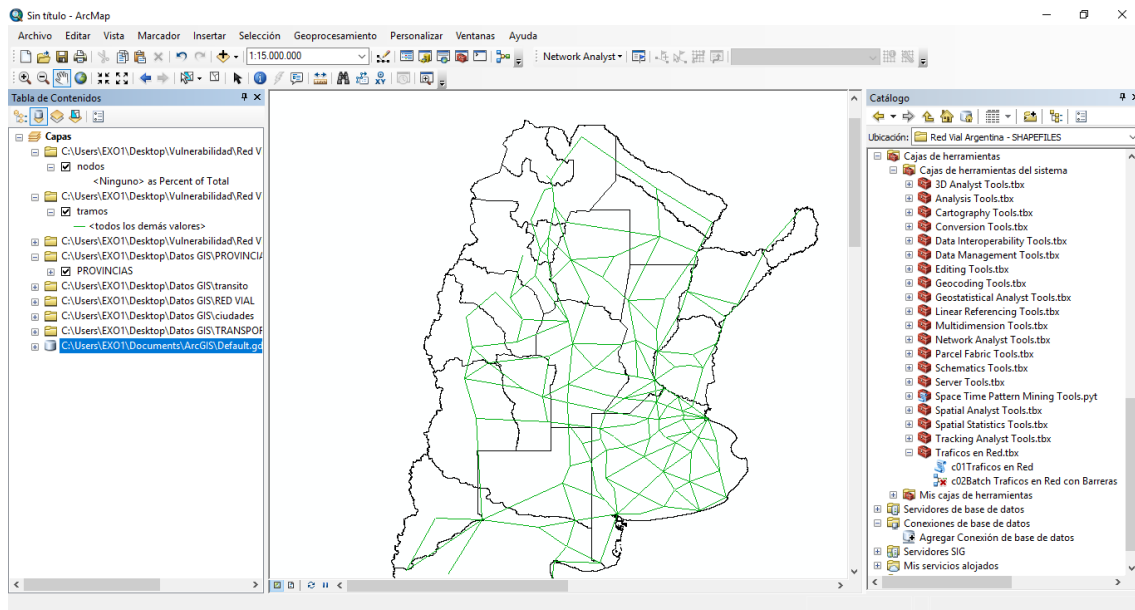 Sin título - ArcMap
Archivo Editar Vista Marcador Insertar Selección Geoprocesamiento Personalizar Ventanas Ayuda
1:15.000.000
Network Analyst
Tabla de Contenidos
Capas
C:\Users\EXO1\Desktop\Vulnerabilidad\Red V
nodos
<Ninguno> as Percent of Total
C:\Users\EXO1\Desktop\Vulnerabilidad\Red V
tramos
<todos los demás valores>
C:\Users\EXO1\Desktop\Vulnerabilidad\Red V
C:\Users\EXO1\Desktop\Datos GIS\PROVINCIA
PROVINCIAS
C:\Users\EXO1\Desktop\Datos GIS\transito
C:\Users\EXO1\Desktop\Datos GIS\RED VIAL
C:\Users\EXO1\Desktop\Datos GIS\ciudades
C:\Users\EXO1\Desktop\Datos GIS\TRANSPOR
C:\Users\EXO1\Documents\ArcGIS\Default.gd
Catálogo
Ubicación: Red Vial Argentina - SHAPEFILES
Cajas de herramientas
Cajas de herramientas del sistema
3D Analyst Tools.tbx
Analysis Tools.tbx
Cartography Tools.tbx
Conversion Tools.tbx
Data Interoperability Tools.tbx
Data Management Tools.tbx
Editing Tools.tbx
Geocoding Tools.tbx
Geostatistical Analyst Tools.tbx
Linear Referencing Tools.tbx
Multidimension Tools.tbx
Network Analyst Tools.tbx
Parcel Fabric Tools.tbx
Schematics Tools.tbx
Server Tools.tbx
Space Time Pattern Mining Tools.pyt
Spatial Analyst Tools.tbx
Spatial Statistics Tools.tbx
Tracking Analyst Tools.tbx
Traficos en Red.tbx
c01Traficos en Red
c02Batch Traficos en Red con Barreras
Mis cajas de herramientas
Servidores de base de datos
Conexiones de base de datos
Agregar Conexión de base de datos
Servidores SIG
Mis servicios alojados